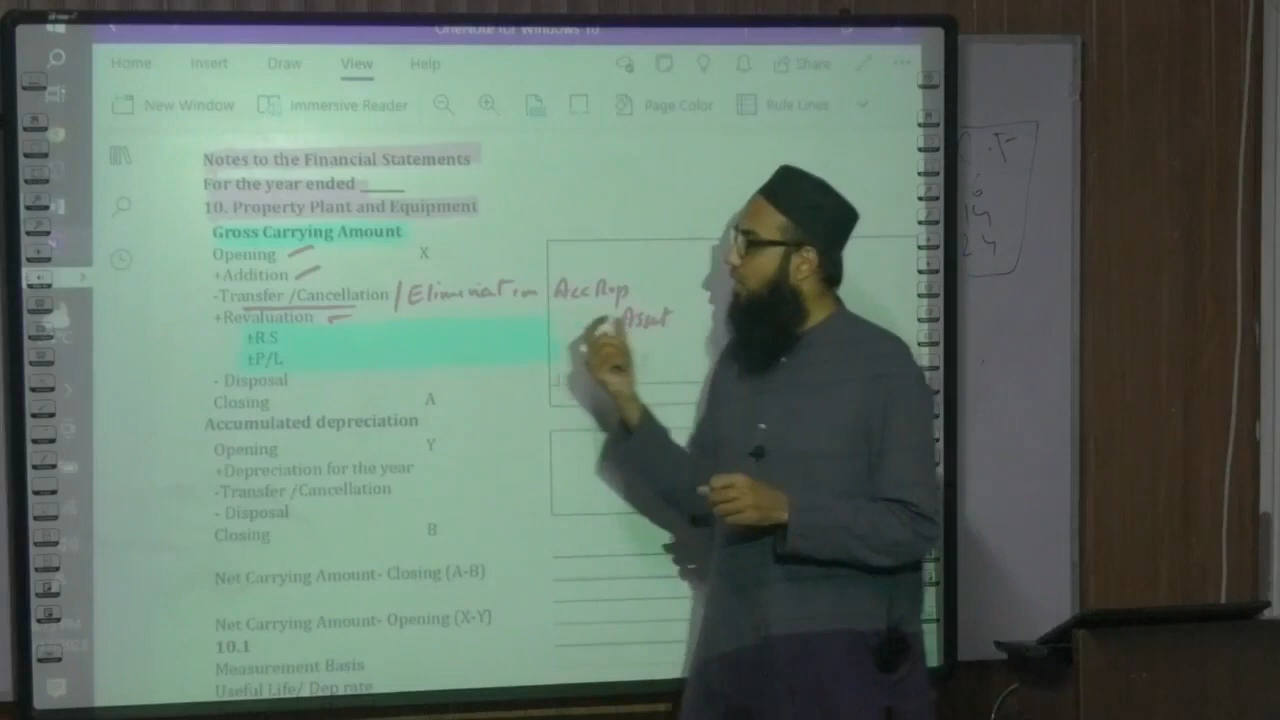 OneNote for Windows 10
Home Insert Draw View Help Share
New Window Immersive Reader Page Color Rule Lines
Notes to the Financial Statements
For the year ended _____
10. Property Plant and Equipment
Gross Carrying Amount
Opening X
+Addition
-Transfer /Cancellation / Elimination Acc Dep
Asset
+Revaluation
±R.S
±P/L
- Disposal
Closing A
Accumulated depreciation
Opening Y
+Depreciation for the year
-Transfer /Cancellation
- Disposal
Closing B
Net Carrying Amount- Closing (A-B)
Net Carrying Amount- Opening (X-Y)
10.1
Measurement Basis
Useful Life/ Dep rate